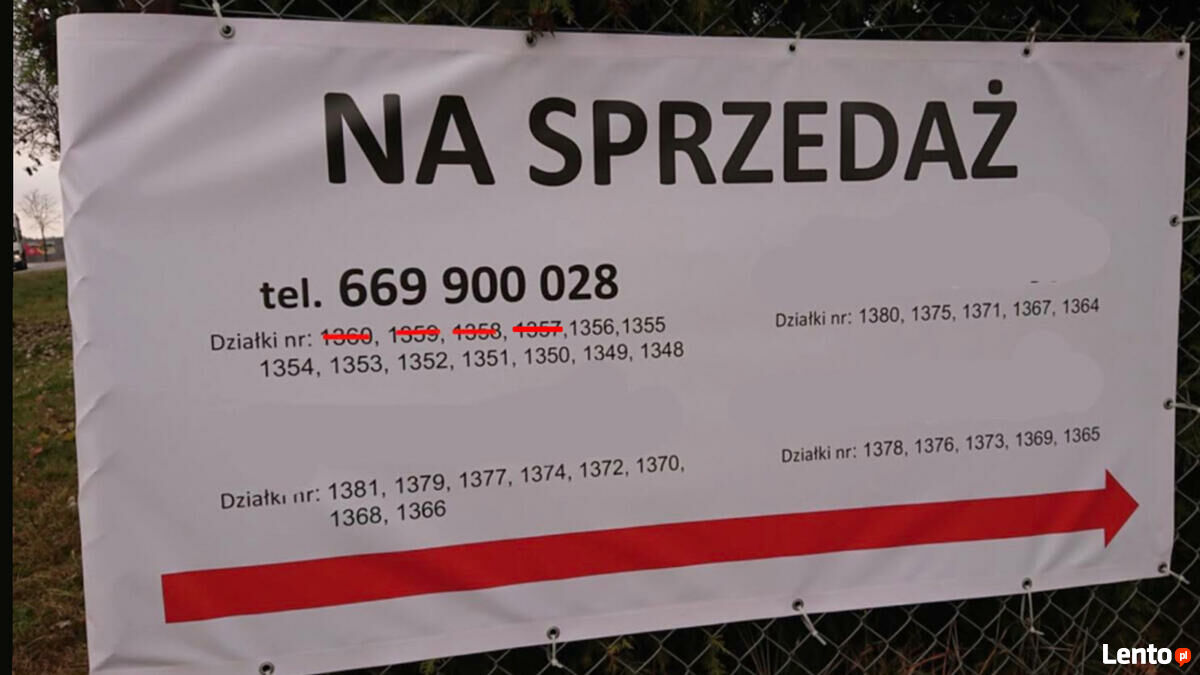 NA SPRZEDAŻ
tel. 669 900 028
Działki nr: 1360, 1359, 1358, 1357,1356,1355
1354, 1353, 1352, 1351, 1350, 1349, 1348
Działki nr: 1381, 1379, 1377, 1374, 1372, 1370,
1368, 1366
Działki nr: 1380, 1375, 1371, 1367, 1364
Działki nr: 1378, 1376, 1373, 1369, 1365
Lento pl